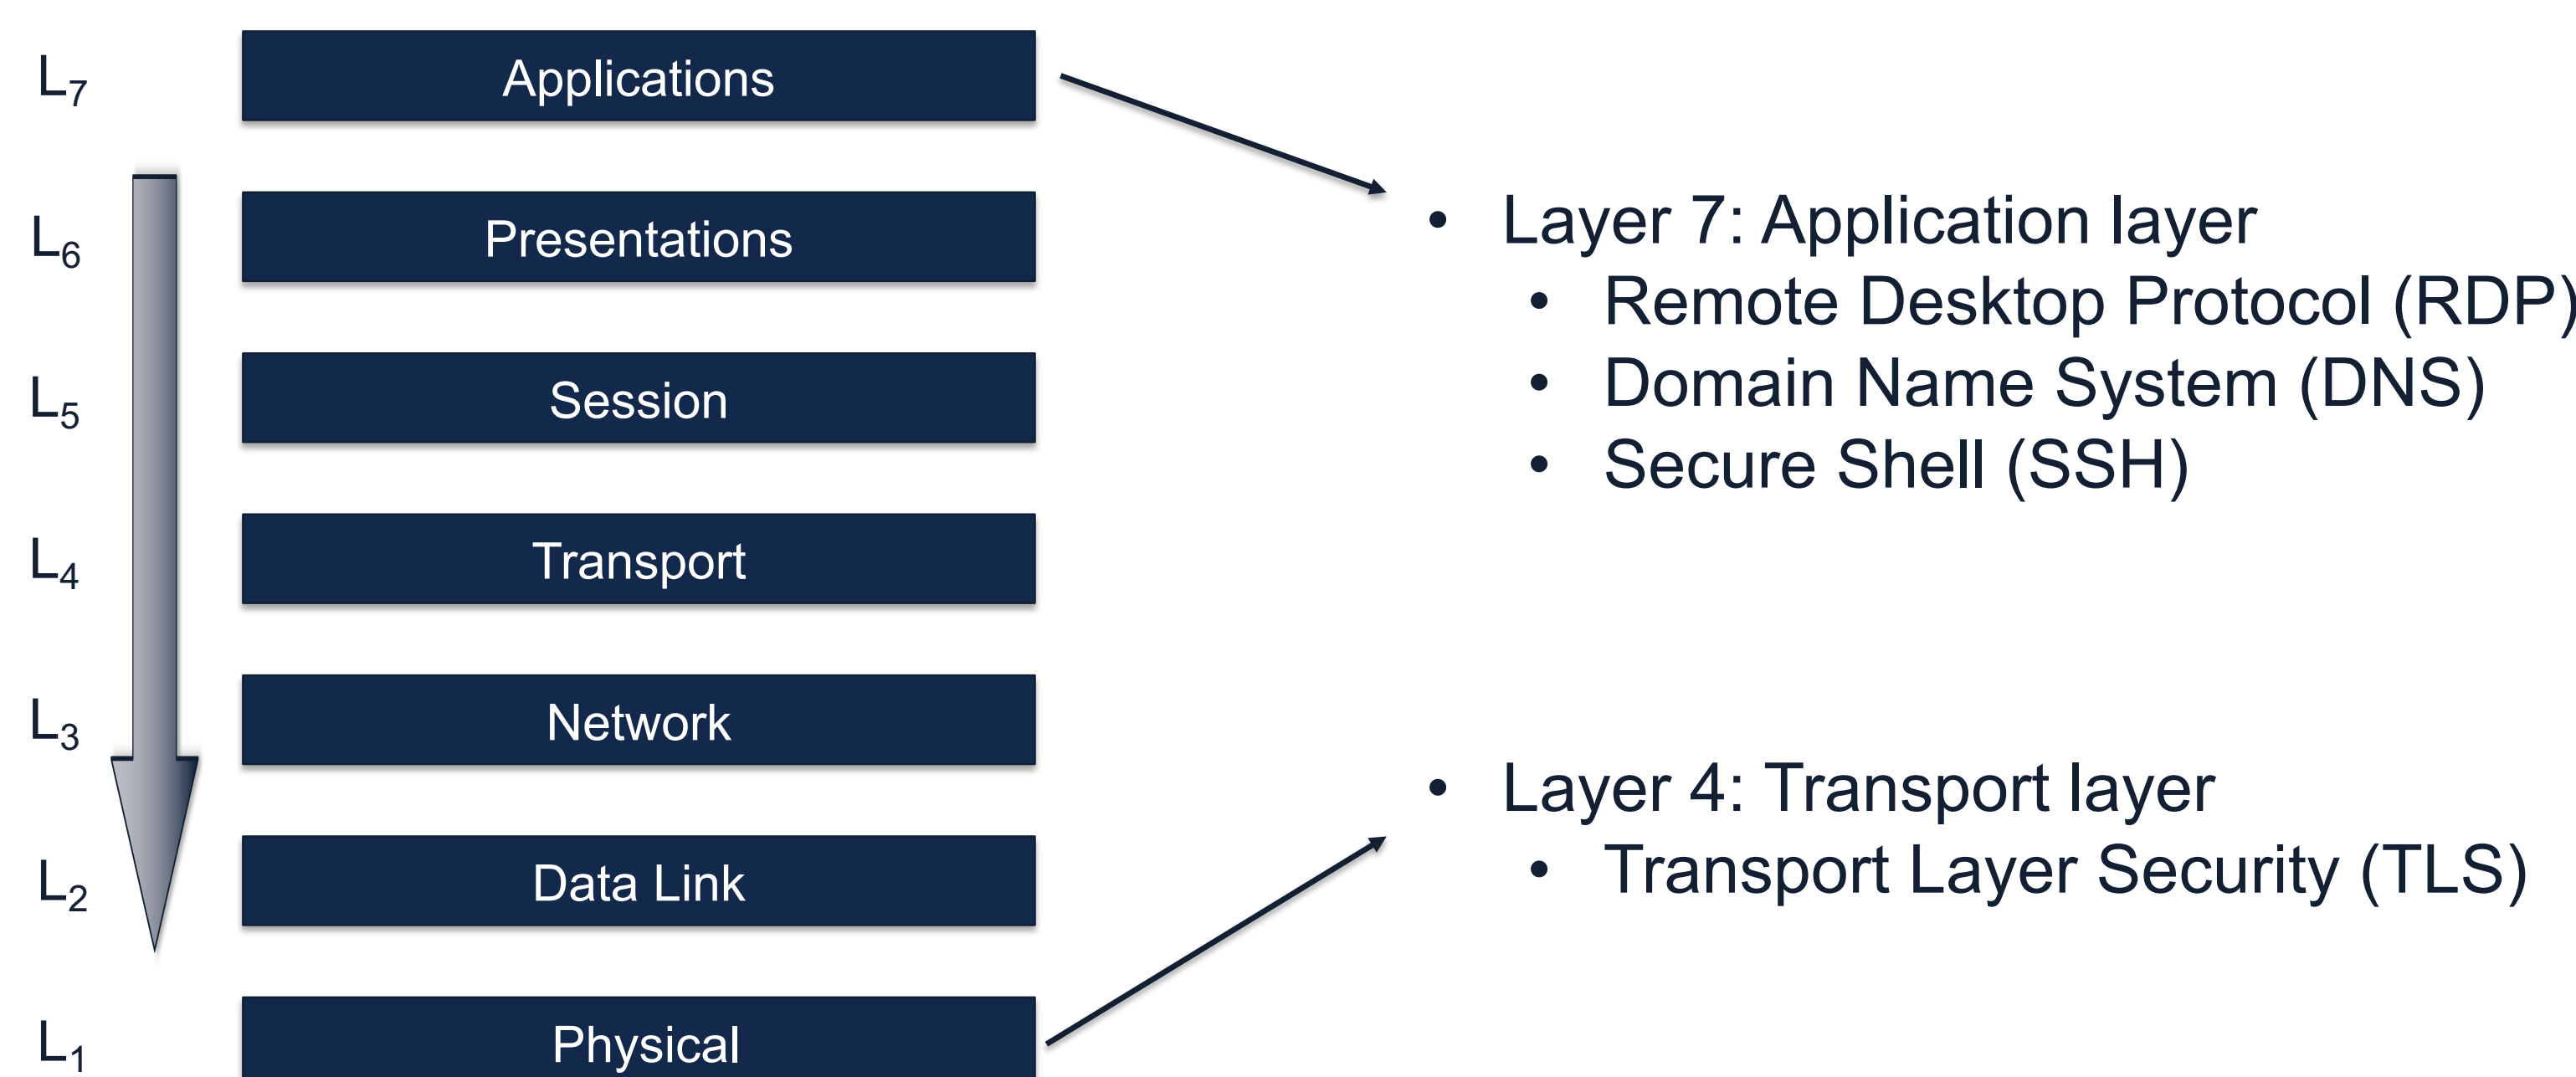 L7 Applications
L6 Presentations
L5 Session
L4 Transport
L3 Network
L2 Data Link
L1 Physical
• Layer 7: Application layer
• Remote Desktop Protocol (RDP)
• Domain Name System (DNS)
• Secure Shell (SSH)
• Layer 4: Transport layer
• Transport Layer Security (TLS)